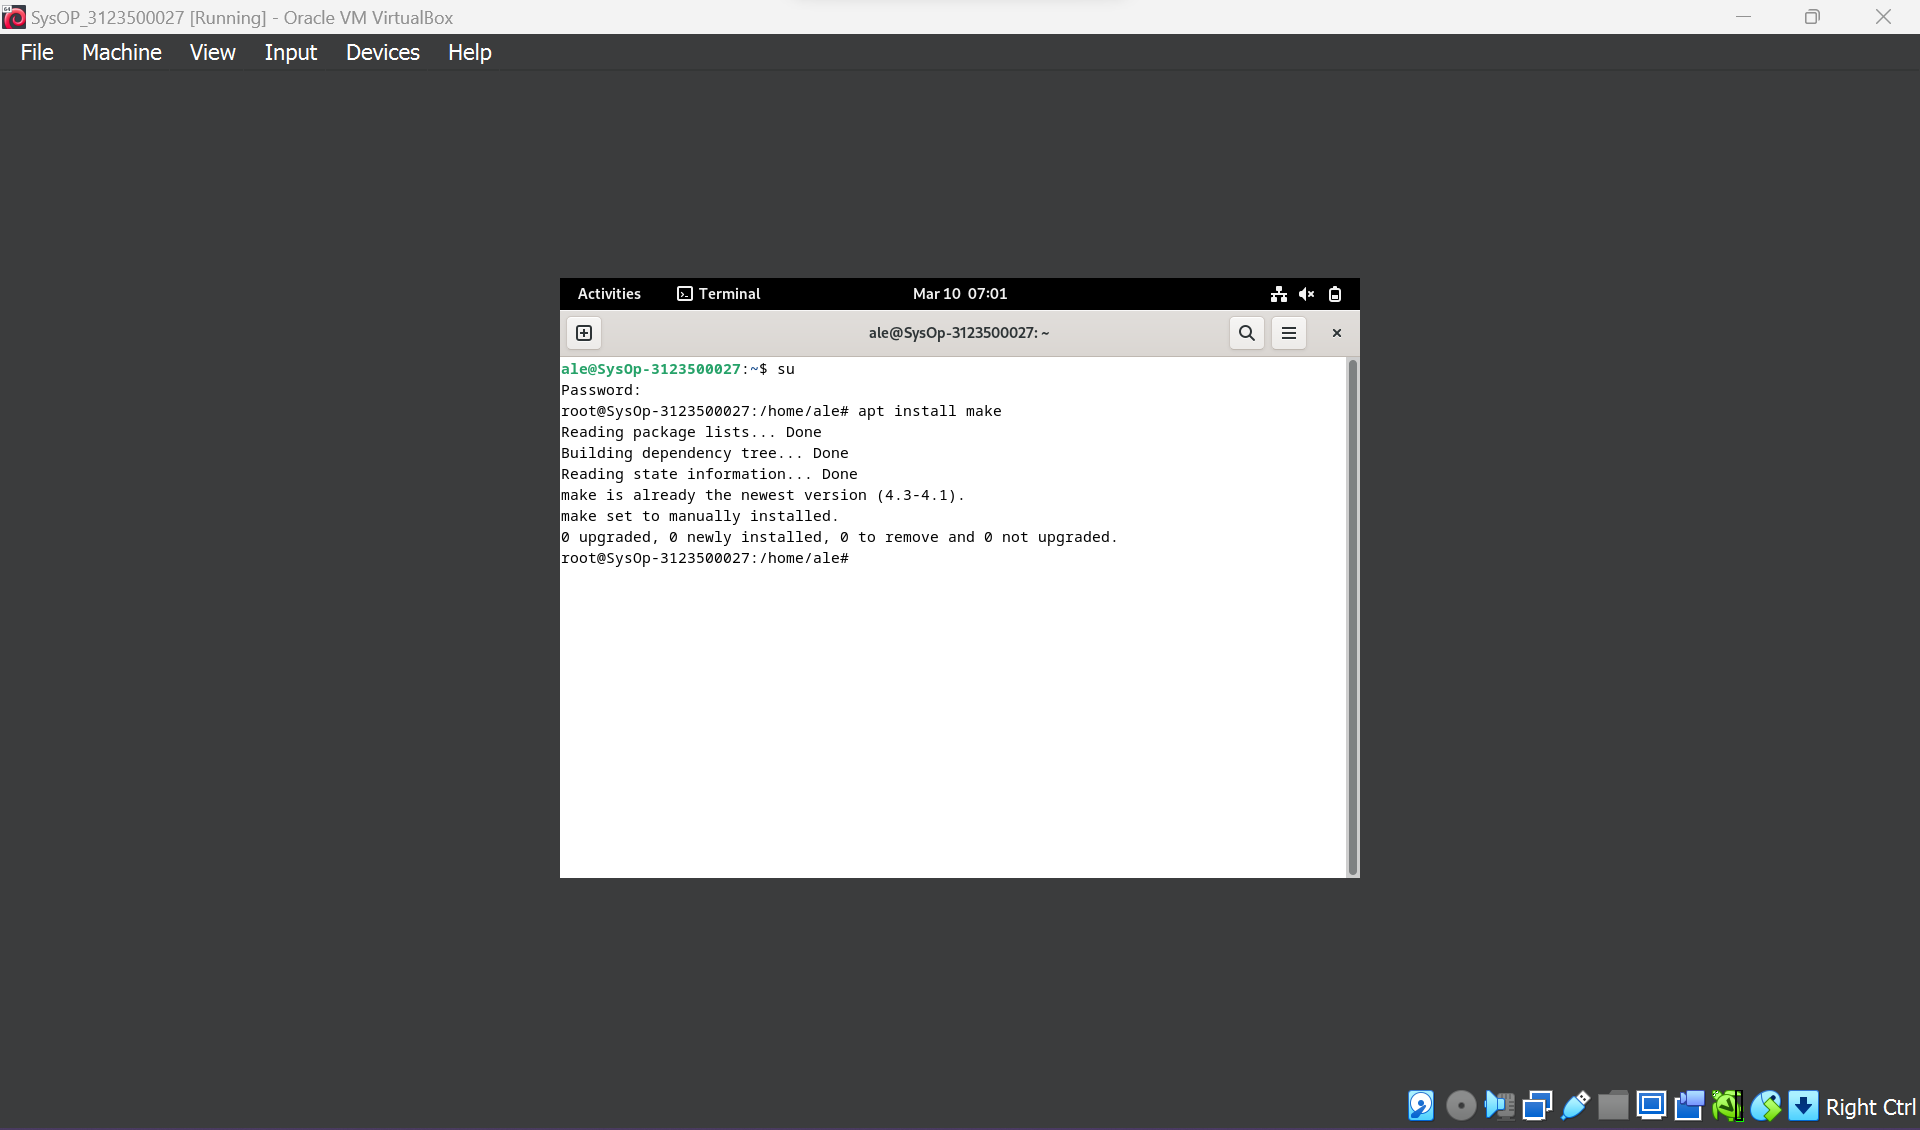 SysOP_3123500027 [Running] - Oracle VM VirtualBox
File Machine View Input Devices Help
Activities Terminal Mar 10 07:01
ale@SysOp-3123500027: ~
ale@SysOp-3123500027:~$ su
Password:
root@SysOp-3123500027:/home/ale# apt install make
Reading package lists... Done
Building dependency tree... Done
Reading state information... Done
make is already the newest version (4.3-4.1).
make set to manually installed.
0 upgraded, 0 newly installed, 0 to remove and 0 not upgraded.
root@SysOp-3123500027:/home/ale#
Right Ctrl